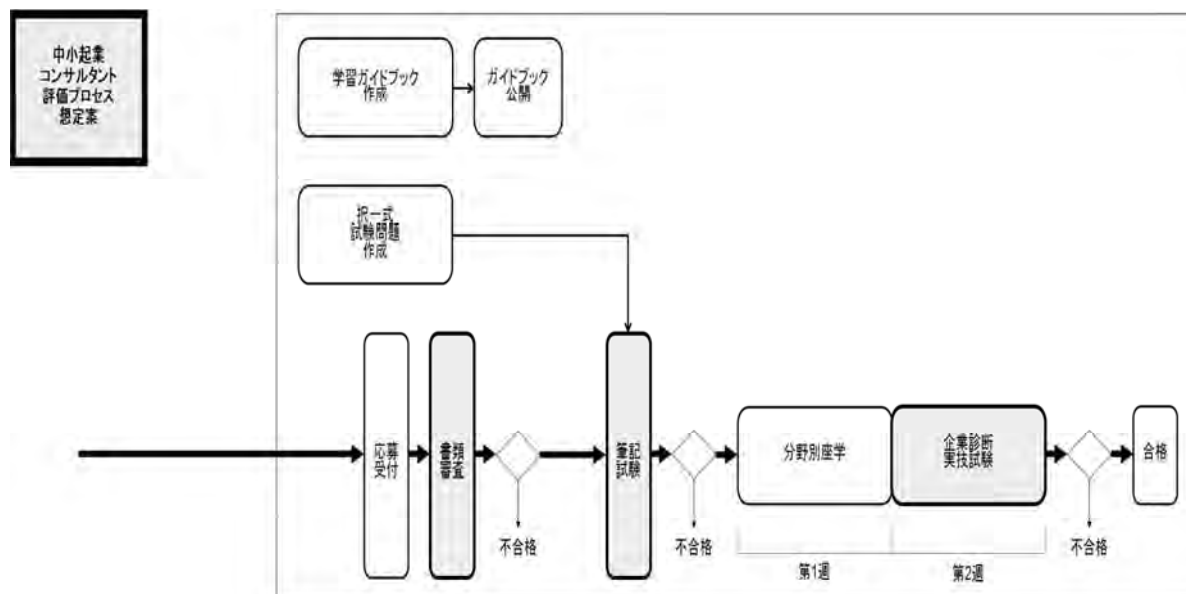 中小起業
コンサルタント
評価プロセス
想定案
学習ガイドブック
作成
ガイドブック
公開
択一式
試験問題
作成
応募
受付
書類
審査
不合格
筆記
試験
不合格
分野別座学
企業診断
実技試験
不合格
合格
第1週
第2週